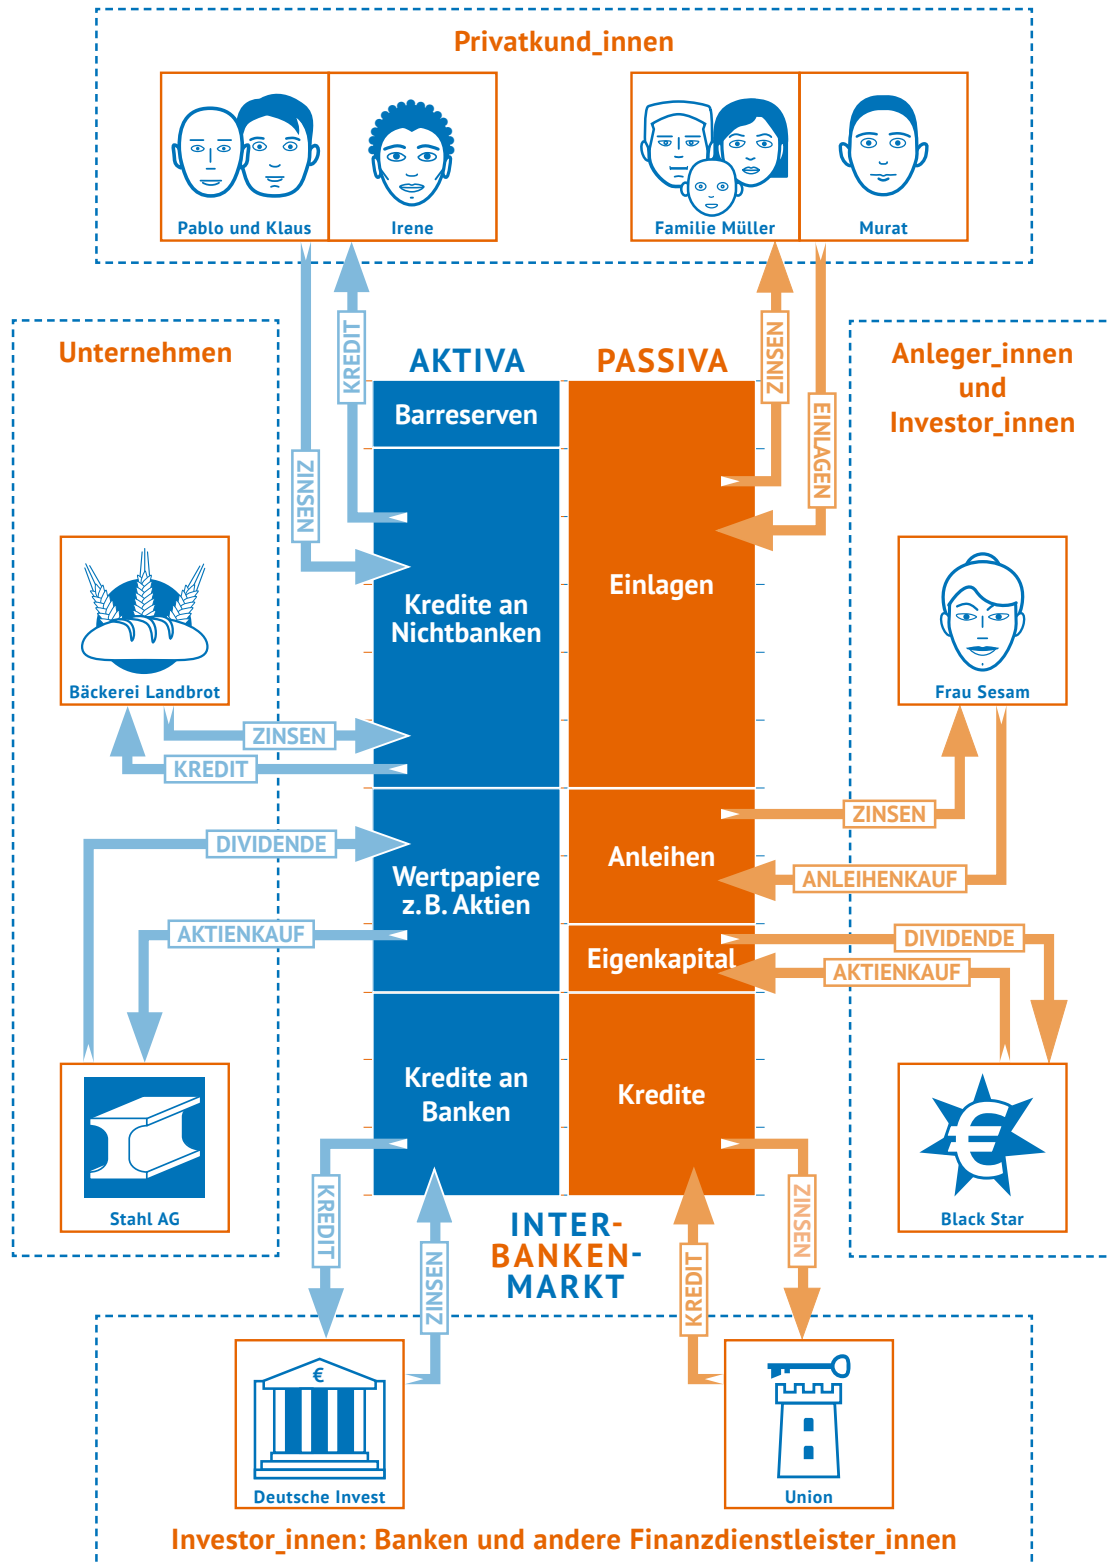 Privatkund_innen
Pablo und Klaus
Irene
Familie Müller
Murat
Unternehmen
AKTIVA
PASSIVA
Anleger_innen
und
Investor_innen
KREDIT
ZINSEN
ZINSEN
EINLAGEN
Barreserven
Kredite an
Nichtbanken
Einlagen
Bäckerei Landbrot
Frau Sesam
ZINSEN
KREDIT
ZINSEN
ANLEIHENKAUF
DIVIDENDE
AKTIENKAUF
Wertpapiere
z. B. Aktien
Anleihen
Eigenkapital
DIVIDENDE
AKTIENKAUF
Kredite an
Banken
Kredite
Stahl AG
€
Black Star
KREDIT
ZINSEN
INTER-
BANKEN-
MARKT
KREDIT
ZINSEN
€
Deutsche Invest
Union
Investor_innen: Banken und andere Finanzdienstleister_innen